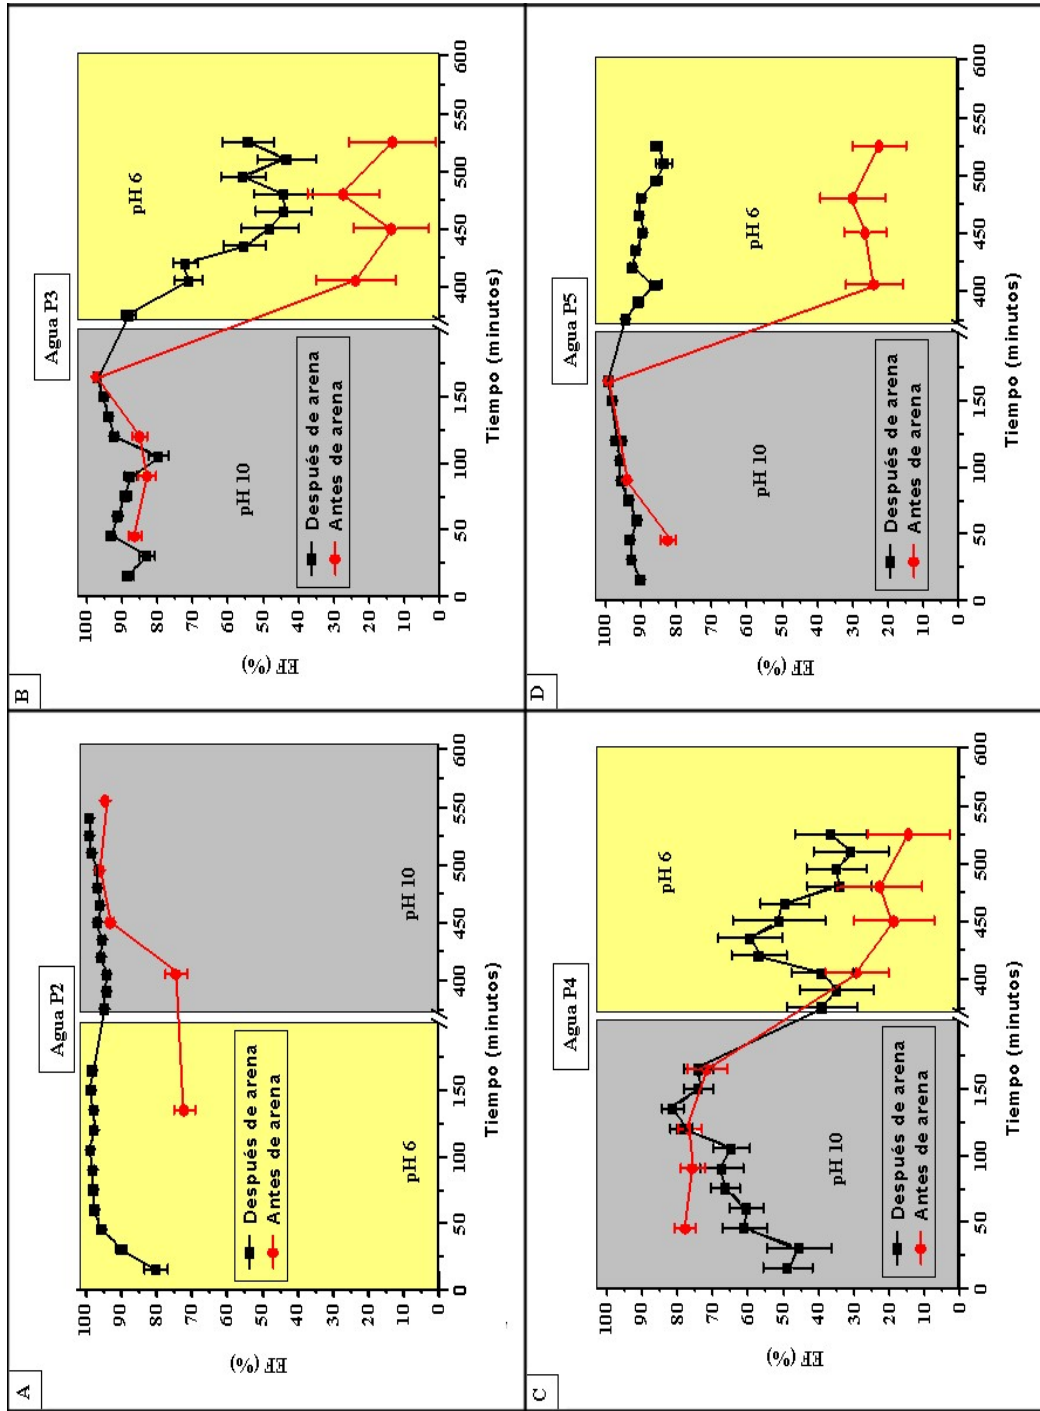 A
Agua P2
EF (%)
100
90
80
70
60
50
40
30
20
10
0
pH 6
pH 10
Después de arena
Antes de arena
0
50
100
150
400
450
500
550
600
Tiempo (minutos)
B
Agua P3
EF (%)
100
90
80
70
60
50
40
30
20
10
0
pH 10
pH 6
Después de arena
Antes de arena
0
50
100
150
400
450
500
550
600
Tiempo (minutos)
C
Agua P4
EF (%)
100
90
80
70
60
50
40
30
20
10
0
pH 10
pH 6
Después de arena
Antes de arena
0
50
100
150
400
450
500
550
600
Tiempo (minutos)
D
Agua P5
EF (%)
100
90
80
70
60
50
40
30
20
10
0
pH 10
pH 6
Después de arena
Antes de arena
0
50
100
150
400
450
500
550
600
Tiempo (minutos)